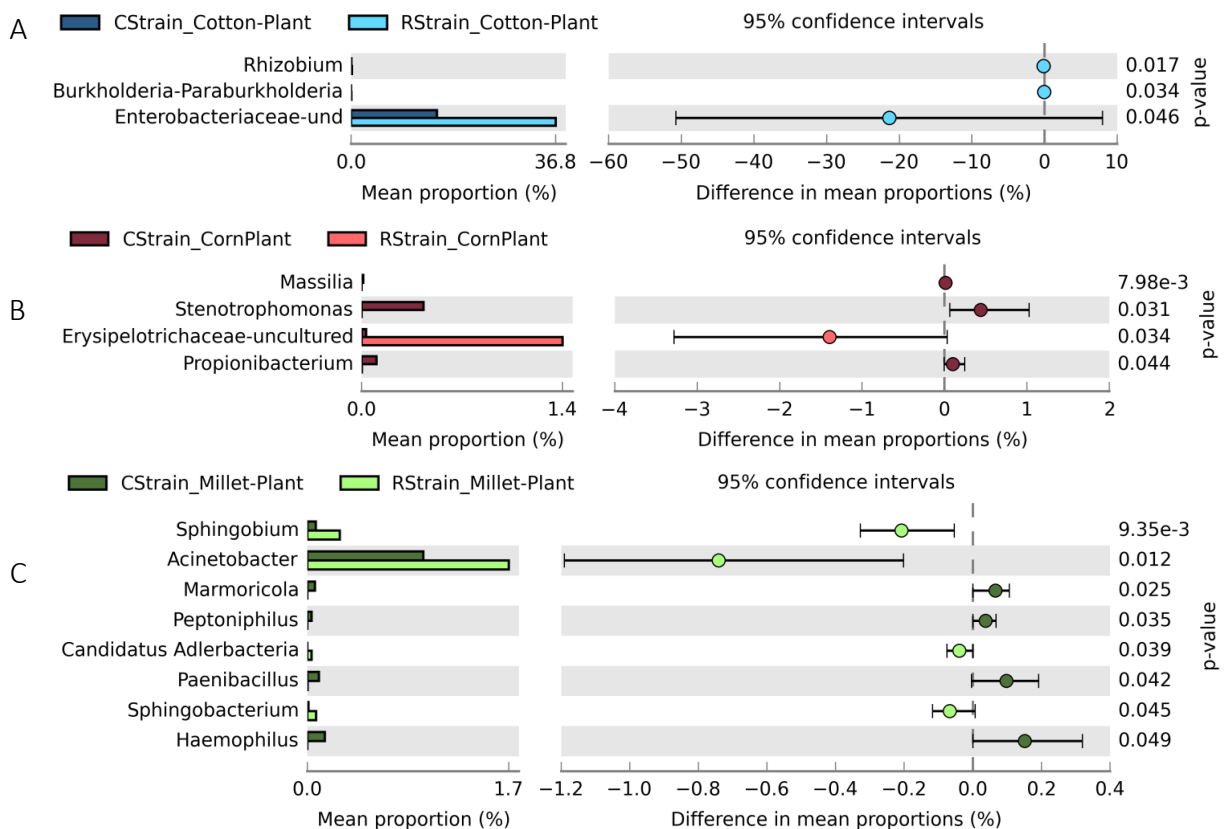 A
CStrain_Cotton-Plant RStrain_Cotton-Plant 95% confidence intervals
Rhizobium 0.017
Burkholderia-Paraburkholderia 0.034
Enterobacteriaceae-und 0.046
p-value
0.0 36.8 −60 −50 −40 −30 −20 −10 0 10
Mean proportion (%) Difference in mean proportions (%)
B
CStrain_CornPlant RStrain_CornPlant 95% confidence intervals
Massilia 7.98e-3
Stenotrophomonas 0.031
Erysipelotrichaceae-uncultured 0.034
Propionibacterium 0.044
p-value
0.0 1.4 −4 −3 −2 −1 0 1 2
Mean proportion (%) Difference in mean proportions (%)
C
CStrain_Millet-Plant RStrain_Millet-Plant 95% confidence intervals
Sphingobium 9.35e-3
Acinetobacter 0.012
Marmoricola 0.025
Peptoniphilus 0.035
Candidatus Adlerbacteria 0.039
Paenibacillus 0.042
Sphingobacterium 0.045
Haemophilus 0.049
p-value
0.0 1.7 −1.2 −1.0 −0.8 −0.6 −0.4 −0.2 0.0 0.2 0.4
Mean proportion (%) Difference in mean proportions (%)